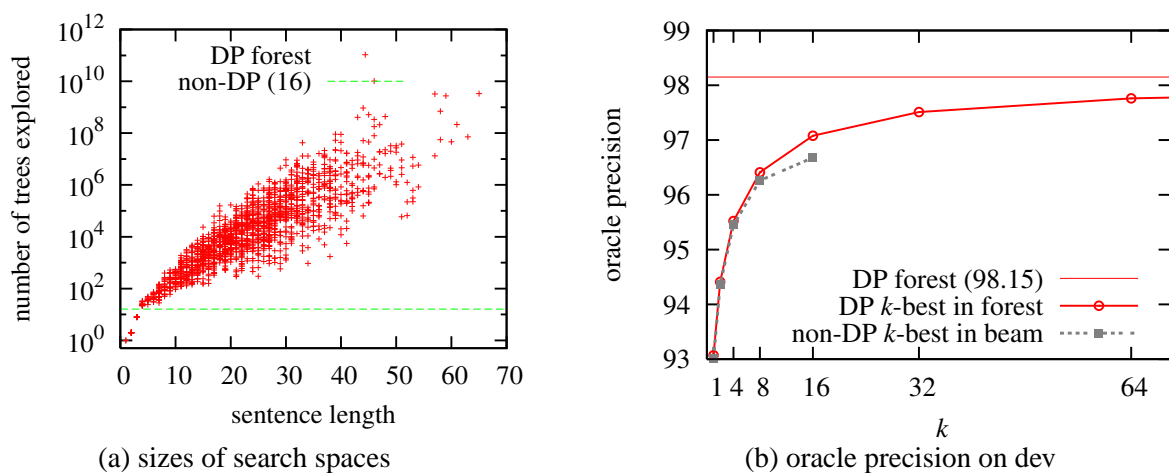 number of trees explored
10^12
10^10
10^8
10^6
10^4
10^2
10^0
DP forest
non-DP (16)
0 10 20 30 40 50 60 70
sentence length
(a) sizes of search spaces
oracle precision
99
98
97
96
95
94
93
DP forest (98.15)
DP k-best in forest
non-DP k-best in beam
1 4 8 16 32 64
k
(b) oracle precision on dev